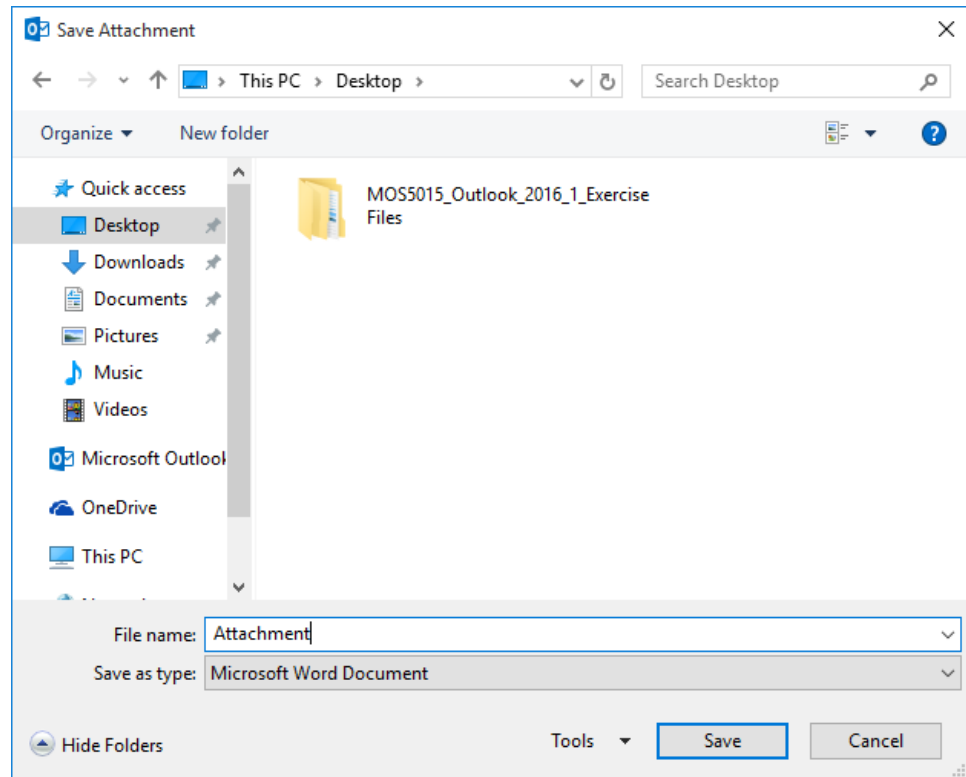 Save Attachment
This PC > Desktop >
Search Desktop
Organize
New folder
Quick access
Desktop
Downloads
Documents
Pictures
Music
Videos
Microsoft Outlook
OneDrive
This PC
MOS5015_Outlook_2016_1_Exercise
Files
File name: Attachment
Save as type: Microsoft Word Document
Hide Folders
Tools
Save
Cancel